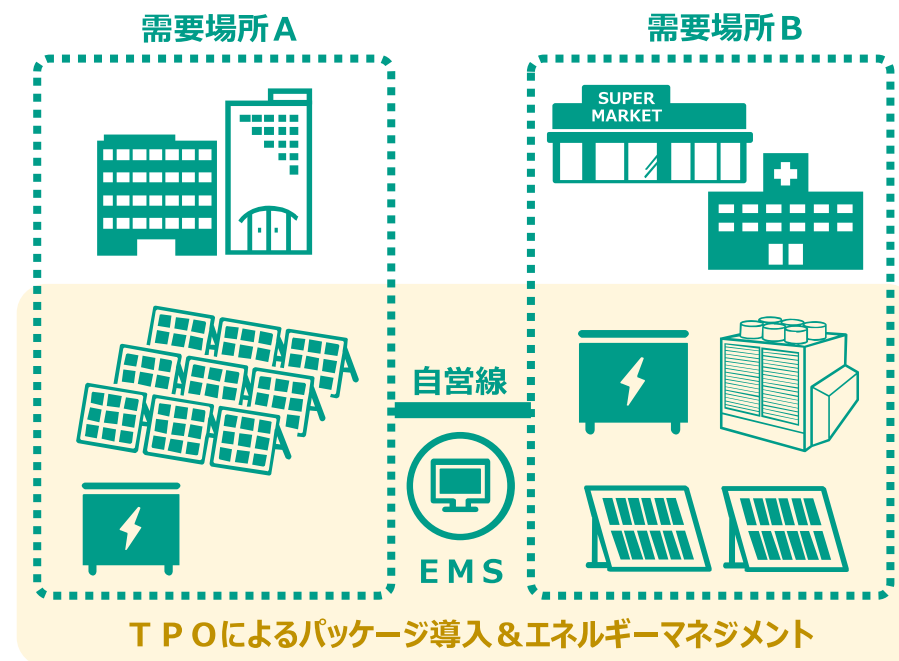 需要場所A
需要場所B
SUPER
MARKET
自営線
EMS
TPOによるパッケージ導入&エネルギーマネジメント